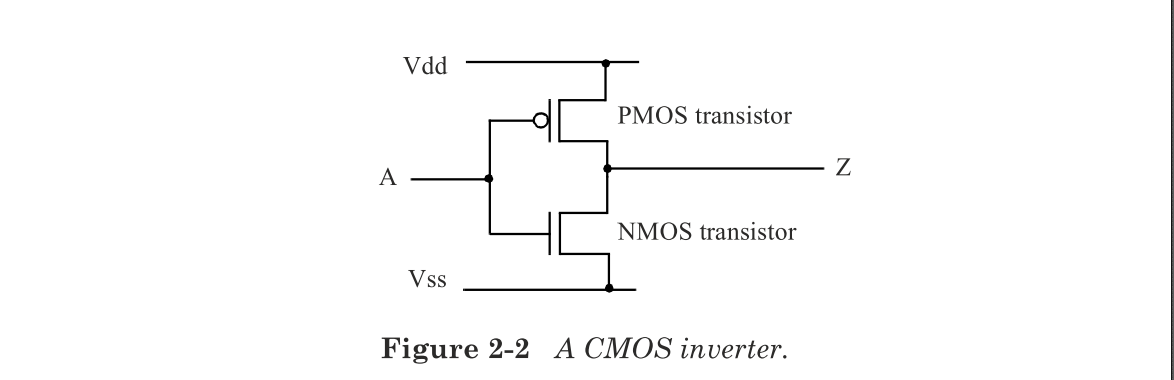 Vdd
PMOS transistor
A
Z
NMOS transistor
Vss
Figure 2-2 A CMOS inverter.